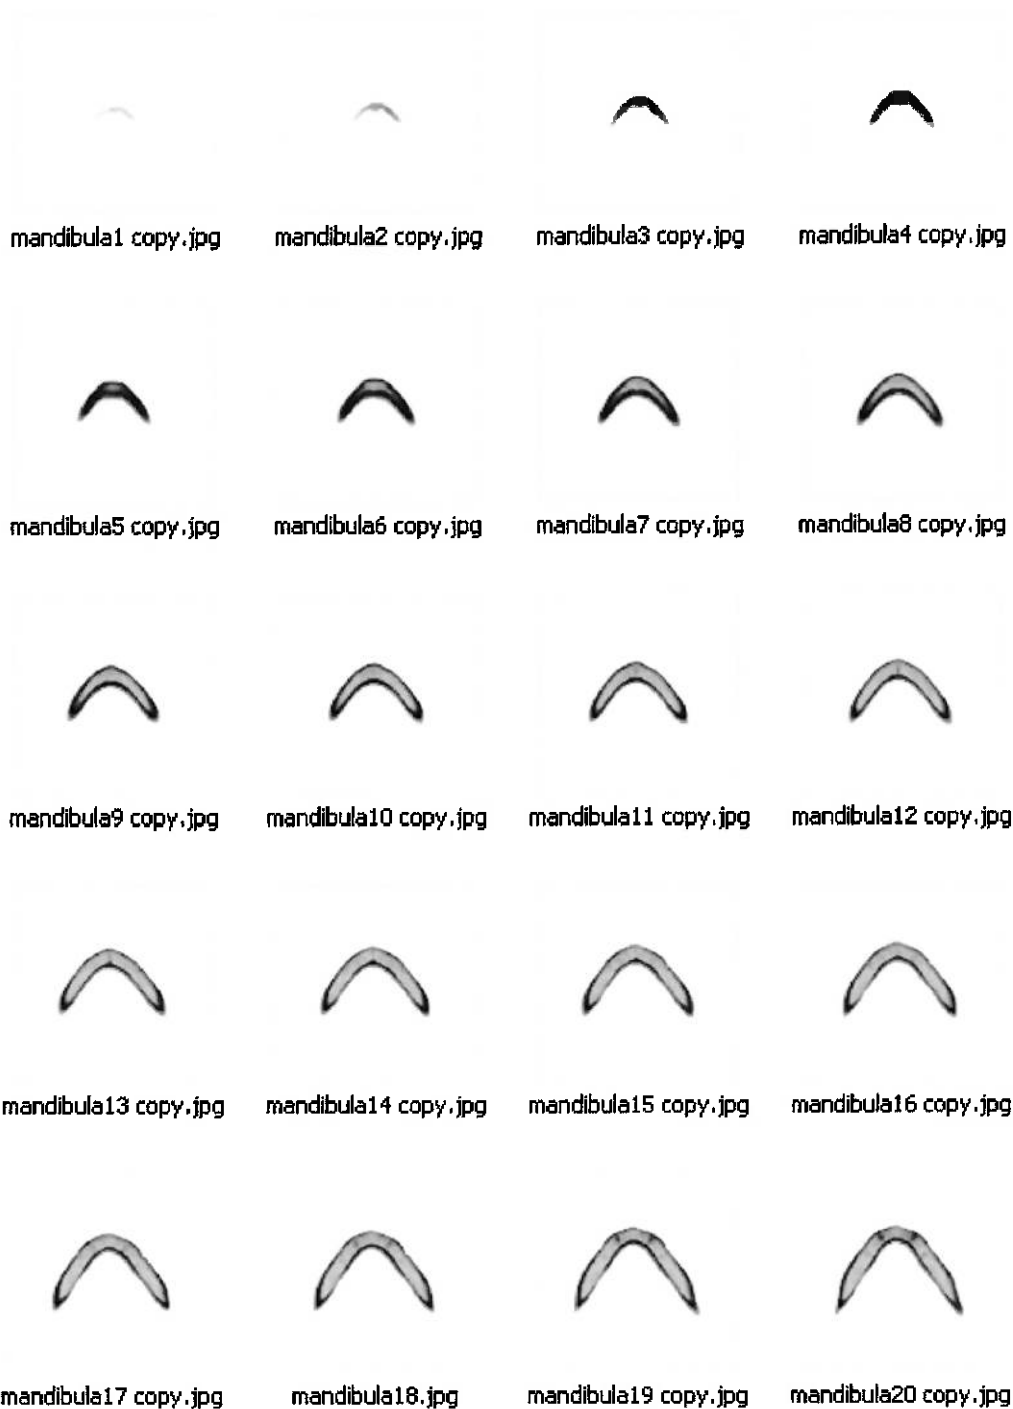 mandibula1 copy.jpg mandibula2 copy.jpg mandibula3 copy.jpg mandibula4 copy.jpg
mandibula5 copy.jpg mandibula6 copy.jpg mandibula7 copy.jpg mandibula8 copy.jpg
mandibula9 copy.jpg mandibula10 copy.jpg mandibula11 copy.jpg mandibula12 copy.jpg
mandibula13 copy.jpg mandibula14 copy.jpg mandibula15 copy.jpg mandibula16 copy.jpg
mandibula17 copy.jpg mandibula18.jpg mandibula19 copy.jpg mandibula20 copy.jpg